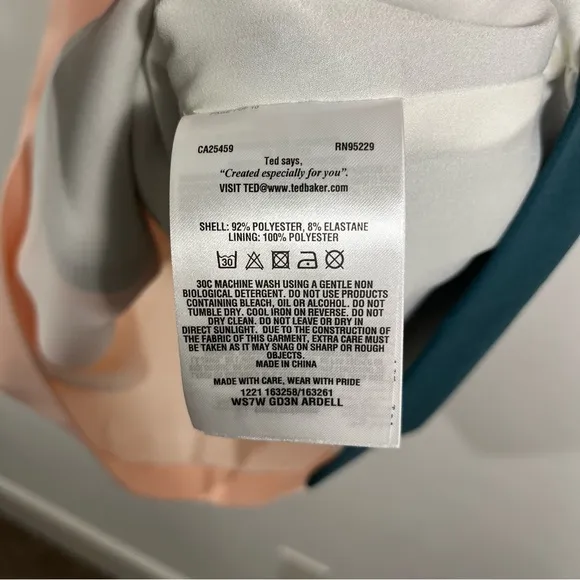 CA25459 RN95229
Ted says,
"Created especially for you".
VISIT TED@www.tedbaker.com
SHELL: 92% POLYESTER, 8% ELASTANE
LINING: 100% POLYESTER
30
30C MACHINE WASH USING A GENTLE NON
BIOLOGICAL DETERGENT. DO NOT USE PRODUCTS
CONTAINING BLEACH, OIL OR ALCOHOL. DO NOT
TUMBLE DRY. COOL IRON ON REVERSE. DO NOT
DRY CLEAN. DO NOT LEAVE OR DRY IN
DIRECT SUNLIGHT. DUE TO THE CONSTRUCTION OF
THE FABRIC OF THIS GARMENT, EXTRA CARE MUST
BE TAKEN AS IT MAY SNAG ON SHARP OR ROUGH
OBJECTS.
MADE IN CHINA
MADE WITH CARE, WEAR WITH PRIDE
1221 163258/163261
WS7W GD3N ARDELL